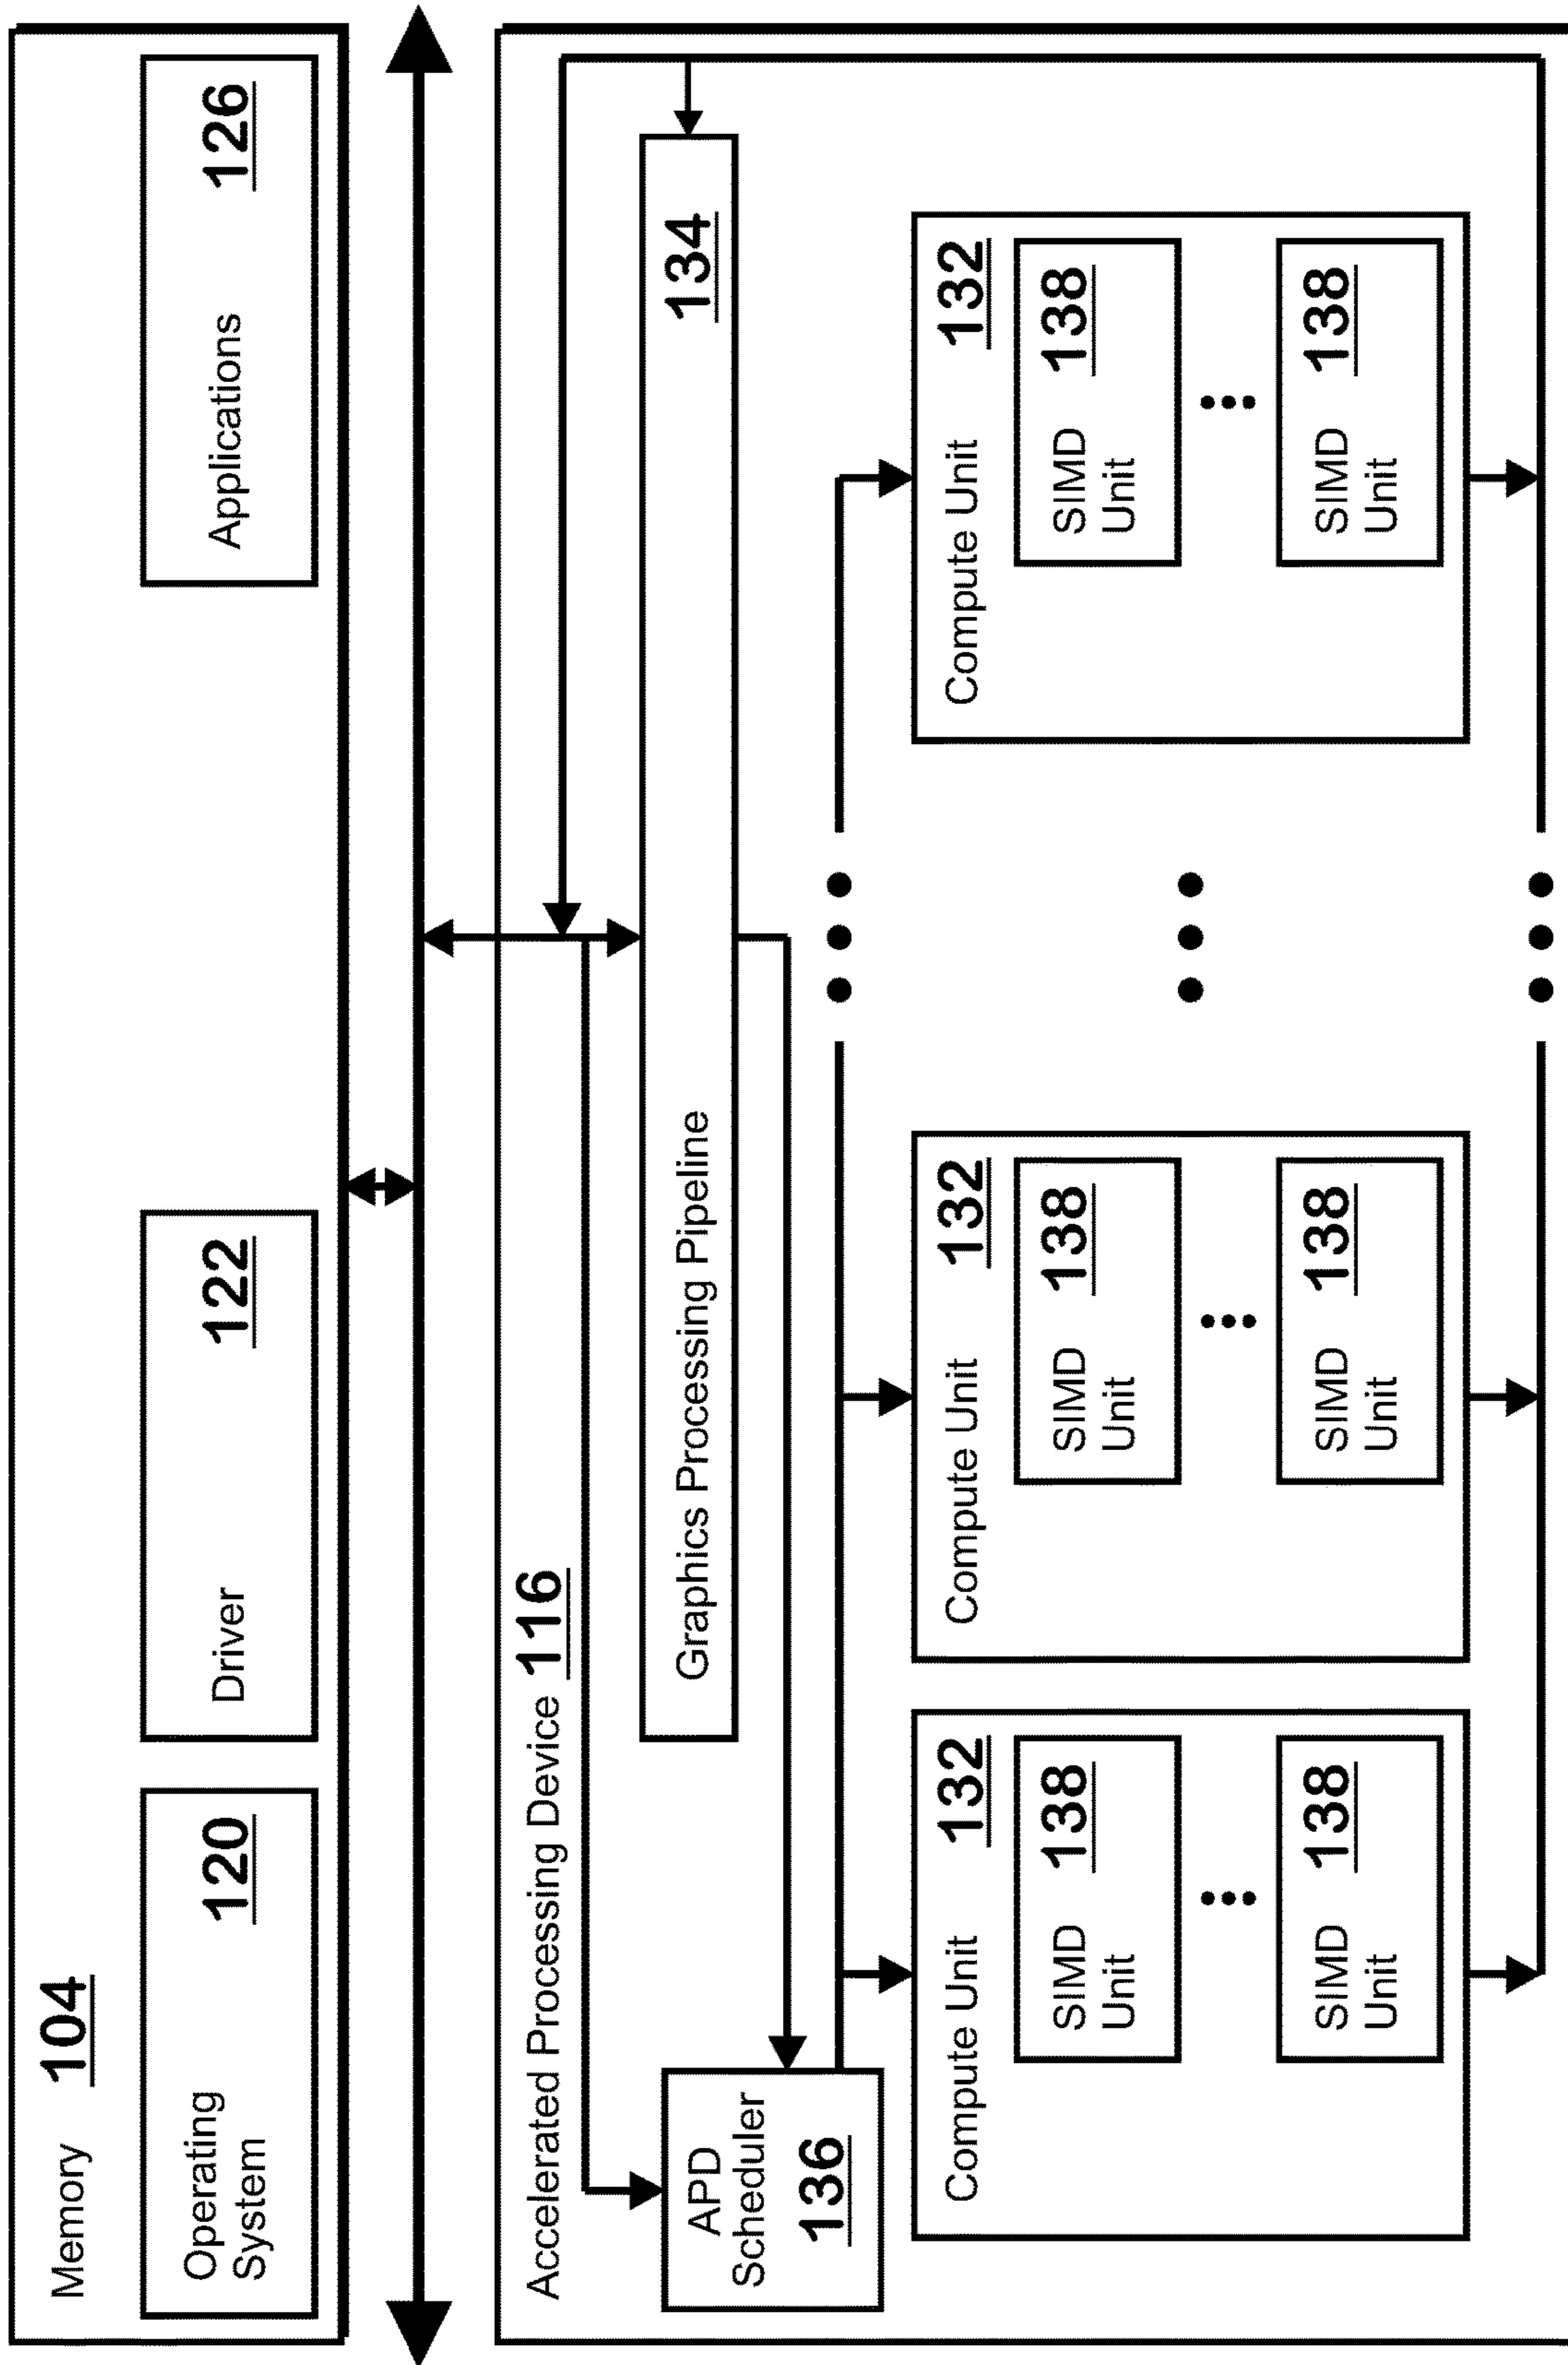 Memory 104
Operating
System
120
Driver 122
Applications 126
Accelerated Processing Device 116
Graphics Processing Pipeline 134
APD
Scheduler
136
Compute Unit 132
SIMD
Unit
138
SIMD
Unit
138
Compute Unit 132
SIMD
Unit
138
SIMD
Unit
138
Compute Unit 132
SIMD
Unit
138
SIMD
Unit
138